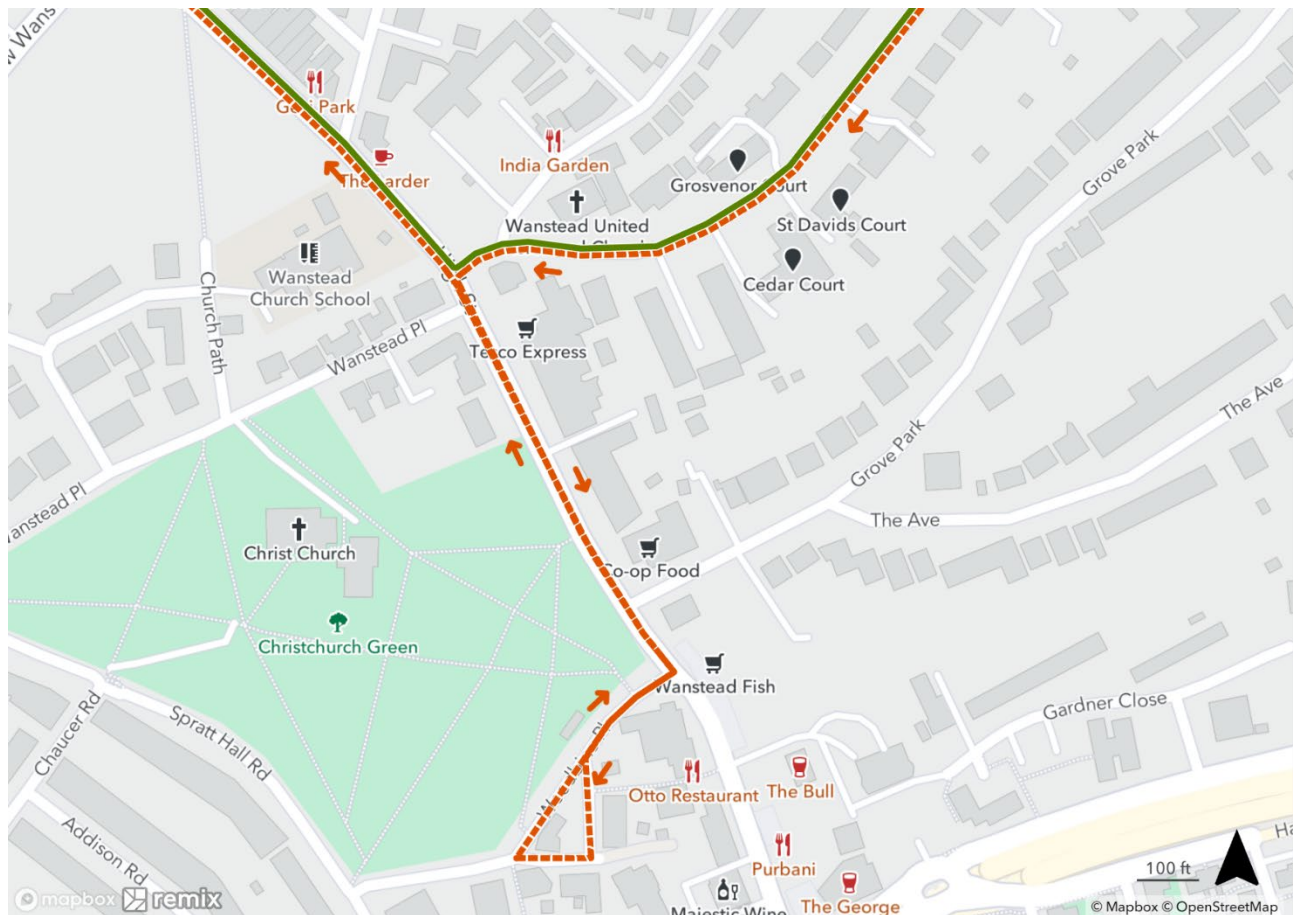 Wans
Park
The
arder
India Garden
Grosvenor
urt
Wanstead United
St Davids Court
Cedar Court
Wanstead
Church School
Church Path
Wanstead Pl
Express
Grove Park
Grove Park
The Ave
The Ave
Wanstead Pl
Christ Church
Co-op Food
Christchurch Green
Wanstead Fish
Chaucer Rd
Spratt Hall Rd
Gardner Close
Otto Restaurant
The Bull
Addison Rd
Purbani
100 ft
Majestic Wine
The George
mapbox remix
© Mapbox © OpenStreetMap